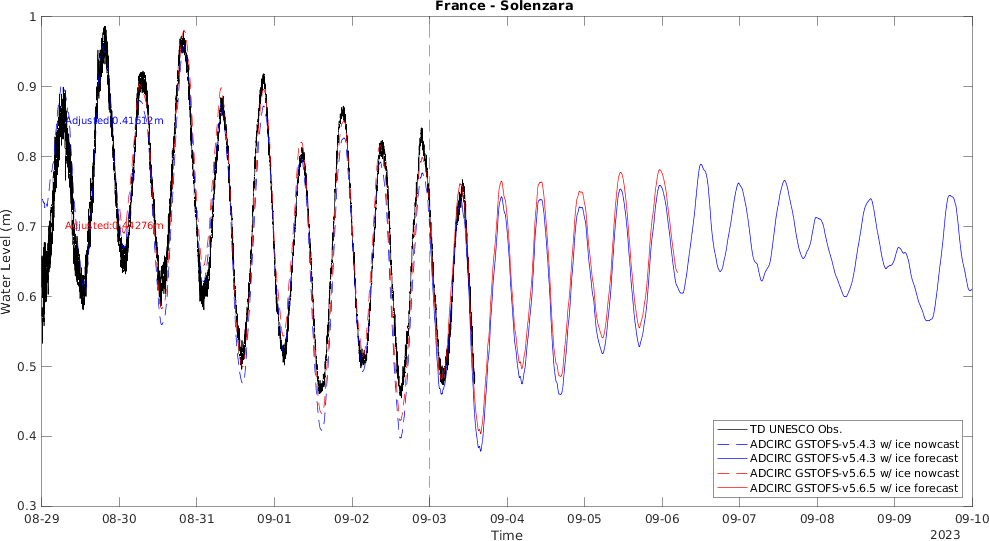 France - Solenzara
1
0.9
0.8
0.7
0.6
0.5
0.4
0.3
Water Level (m)
Adjusted:0.41612m
Adjusted:0.44276m
TD UNESCO Obs.
ADCIRC GSTOFS-v5.4.3 w/ ice nowcast
ADCIRC GSTOFS-v5.4.3 w/ ice forecast
ADCIRC GSTOFS-v5.6.5 w/ ice nowcast
ADCIRC GSTOFS-v5.6.5 w/ ice forecast
08-29 08-30 08-31 09-01 09-02 09-03 09-04 09-05 09-06 09-07 09-08 09-09 09-10
Time
2023